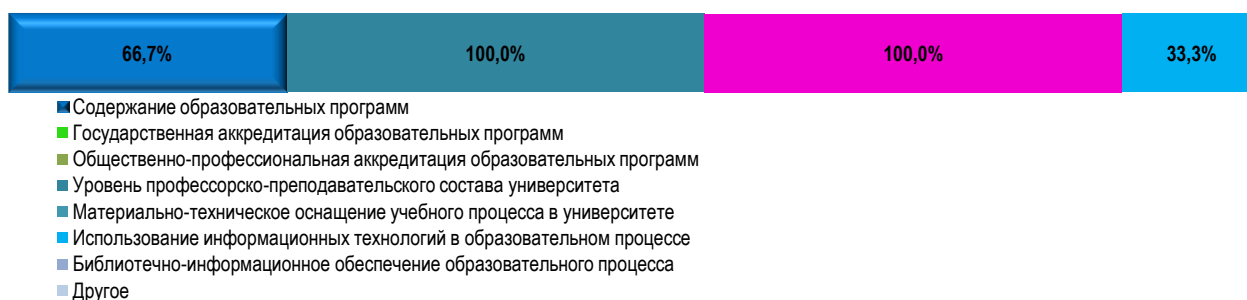 66,7% 100,0% 100,0% 33,3%
Содержание образовательных программ
Государственная аккредитация образовательных программ
Общественно-профессиональная аккредитация образовательных программ
Уровень профессорско-преподавательского состава университета
Материально-техническое оснащение учебного процесса в университете
Использование информационных технологий в образовательном процессе
Библиотечно-информационное обеспечение образовательного процесса
Другое